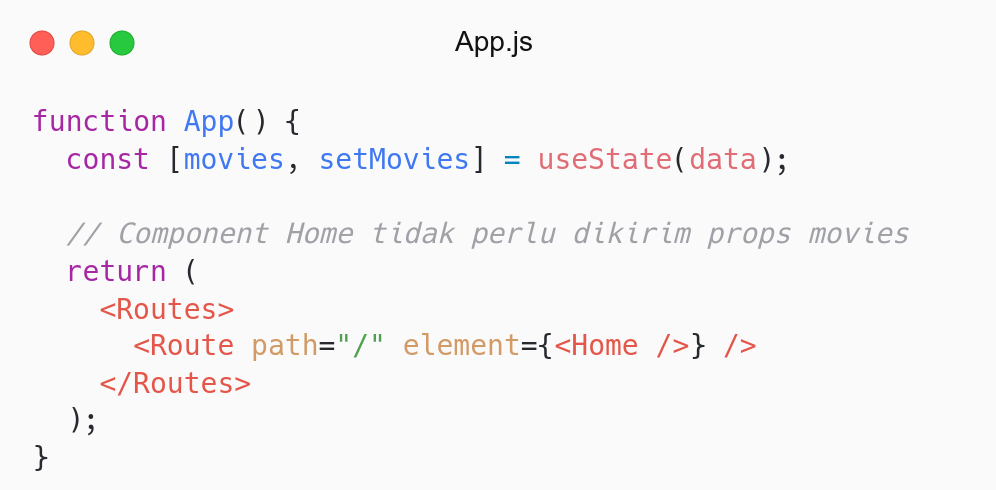 App.js
function App() {
  const [movies, setMovies] = useState(data);

  // Component Home tidak perlu dikirim props movies
  return (
    <Routes>
      <Route path="/" element={<Home />} />
    </Routes>
  );
}